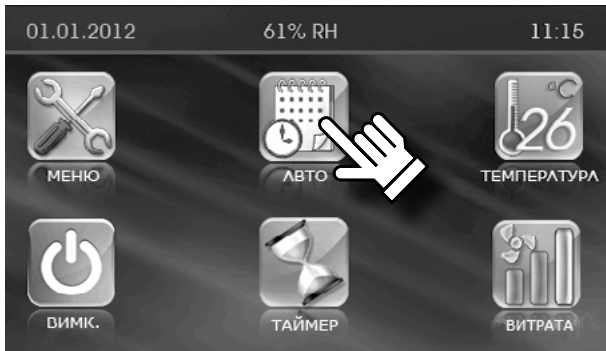 01.01.2012 61% RH 11:15
°C
26
МЕНЮ АВТО ТЕМПЕРАТУРА
ВИМК. ТАЙМЕР ВИТРАТА